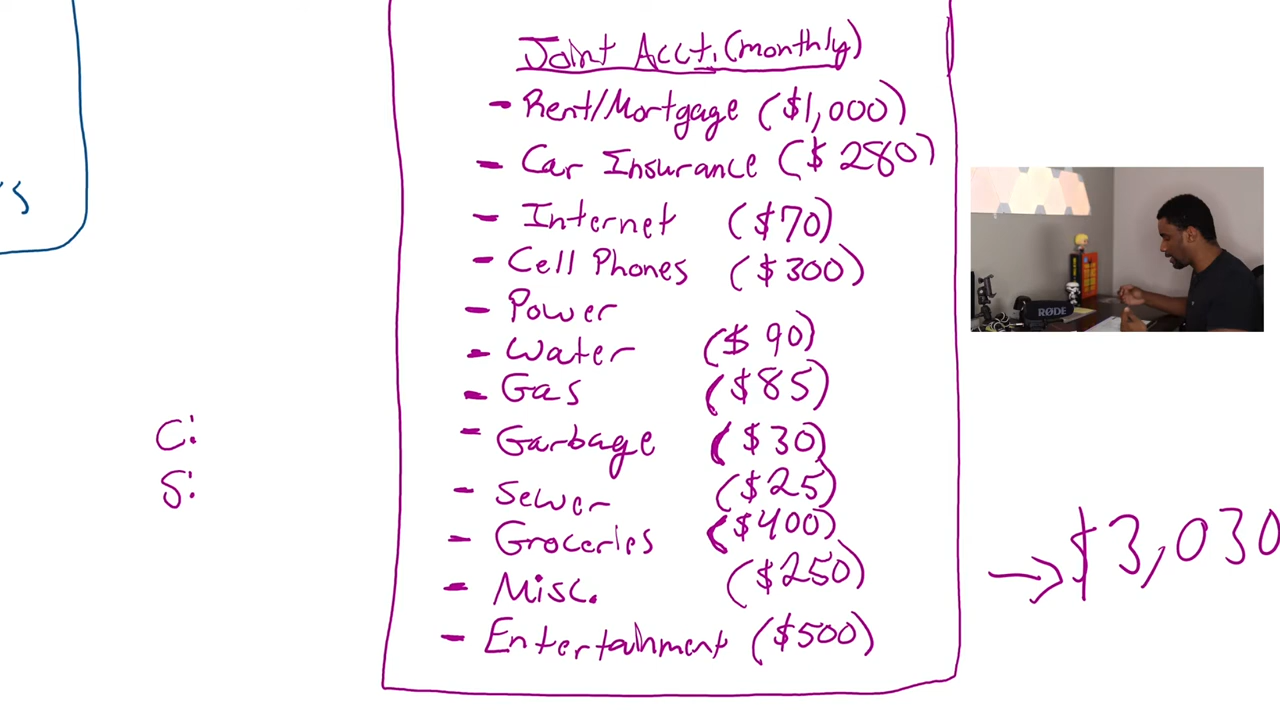 Joint Acct. (monthly)
- Rent/Mortgage ($1,000)
- Car Insurance ($280)
- Internet ($70)
- Cell Phones ($300)
- Power
- Water ($90)
- Gas ($85)
- Garbage ($30)
- Sewer ($25)
- Groceries ($400)
- Misc. ($250)
- Entertainment ($500)
→ $3,030
C:
S:
RØDE